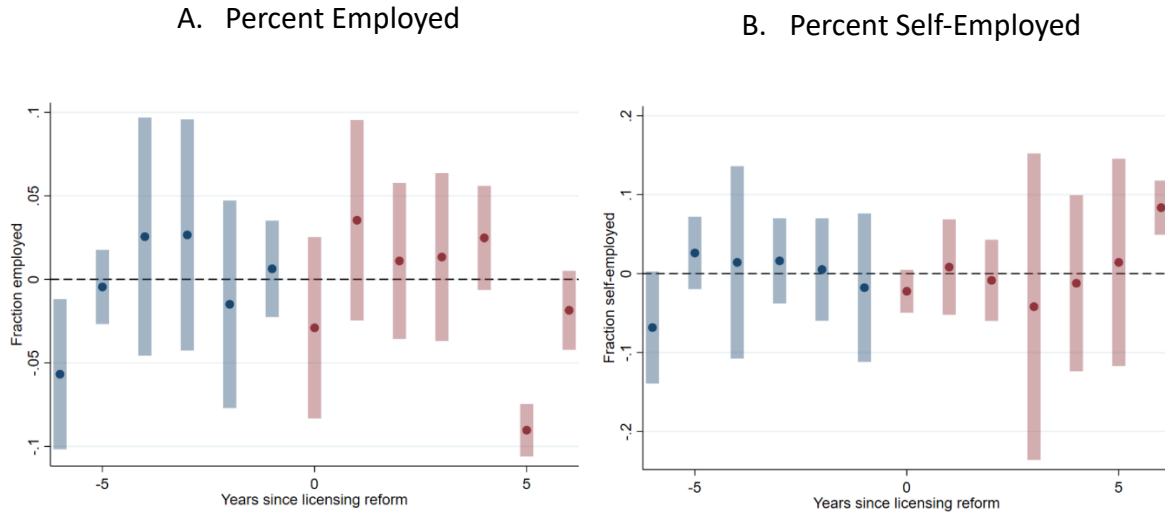 A. Percent Employed
Fraction employed
.1
.05
0
-.05
-.1
-5
0
5
Years since licensing reform
B. Percent Self-Employed
Fraction self-employed
.2
.1
0
-.1
-.2
-5
0
5
Years since licensing reform